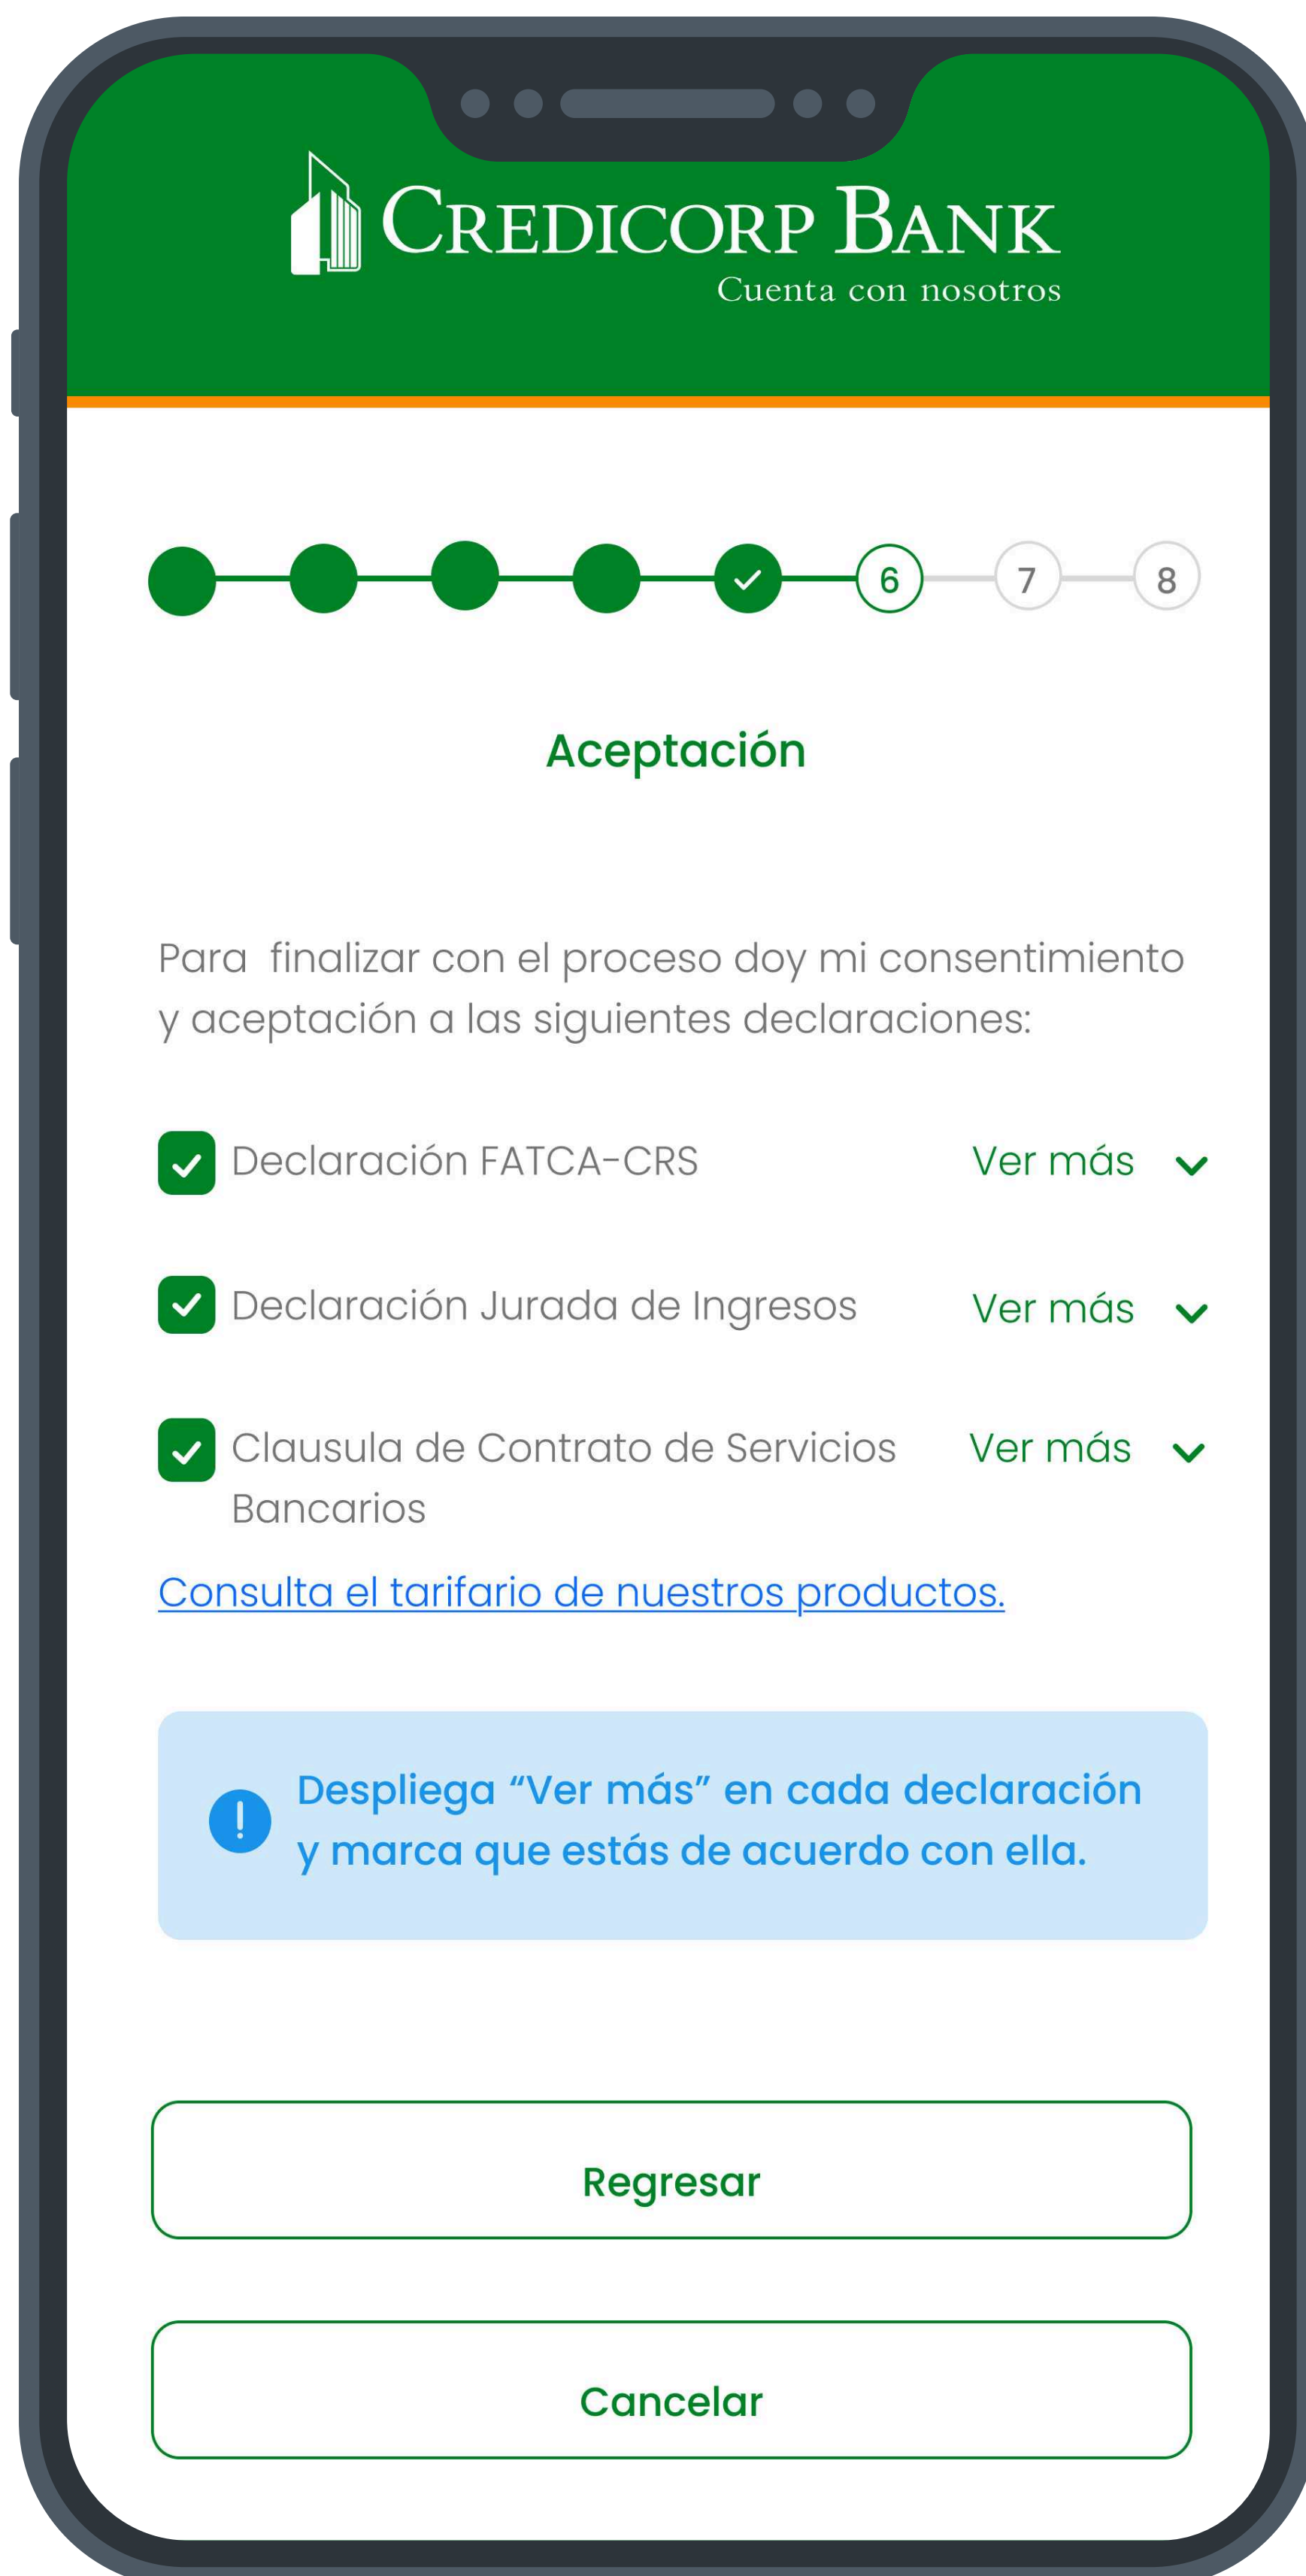 CREDICORP BANK
Cuenta con nosotros
6 7 8
Aceptación
Para finalizar con el proceso doy mi consentimiento
y aceptación a las siguientes declaraciones:
Declaración FATCA-CRS Ver más
Declaración Jurada de Ingresos Ver más
Clausula de Contrato de Servicios Ver más
Bancarios
Consulta el tarifario de nuestros productos.
Despliega “Ver más” en cada declaración
y marca que estás de acuerdo con ella.
Regresar
Cancelar